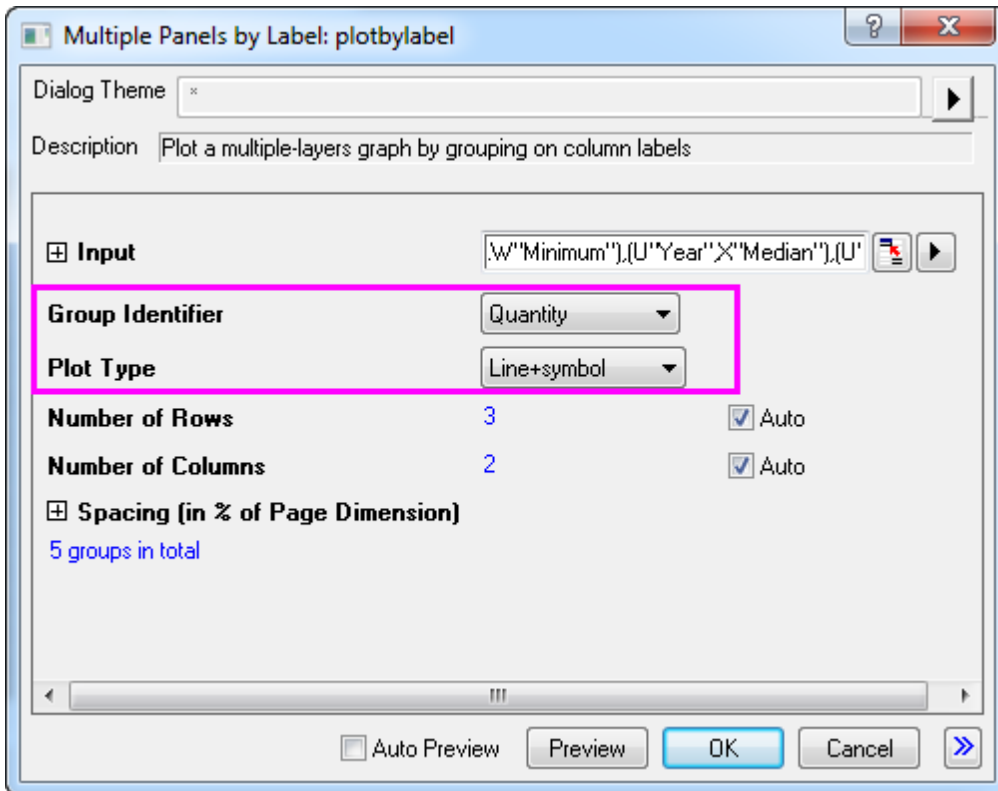 Multiple Panels by Label: plotbylabel
Dialog Theme *
Description Plot a multiple-layers graph by grouping on column labels
Input .W"Minimum"),(U"Year",X"Median"),(U"
Group Identifier Quantity
Plot Type Line+symbol
Number of Rows 3 Auto
Number of Columns 2 Auto
Spacing (in % of Page Dimension)
5 groups in total
Auto Preview Preview OK Cancel